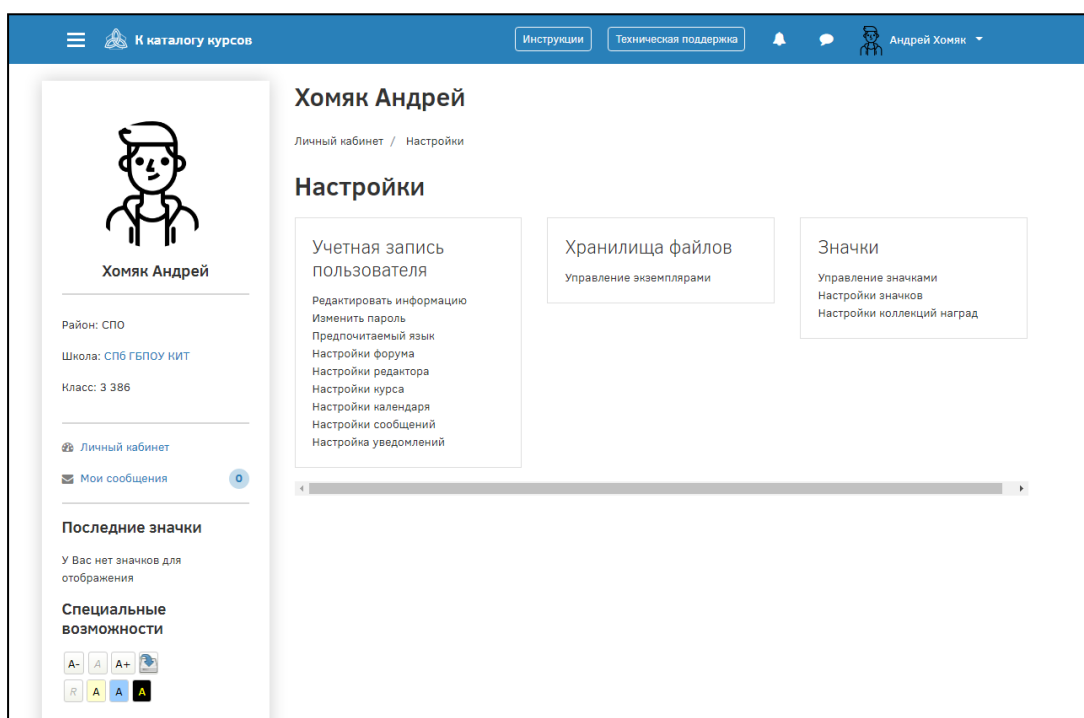 К каталогу курсов
Инструкции
Техническая поддержка
Андрей Хомяк
Хомяк Андрей
Район: СПО
Школа: СПб ГБПОУ КИТ
Класс: 3 386
Личный кабинет
Мои сообщения
0
Последние значки
У Вас нет значков для
отображения
Специальные
возможности
A- A A+
R A A A
Хомяк Андрей
Личный кабинет / Настройки
Настройки
Учетная запись
пользователя
Редактировать информацию
Изменить пароль
Предпочитаемый язык
Настройки форума
Настройки редактора
Настройки курса
Настройки календаря
Настройки сообщений
Настройка уведомлений
Хранилища файлов
Управление экземплярами
Значки
Управление значками
Настройки значков
Настройки коллекций наград